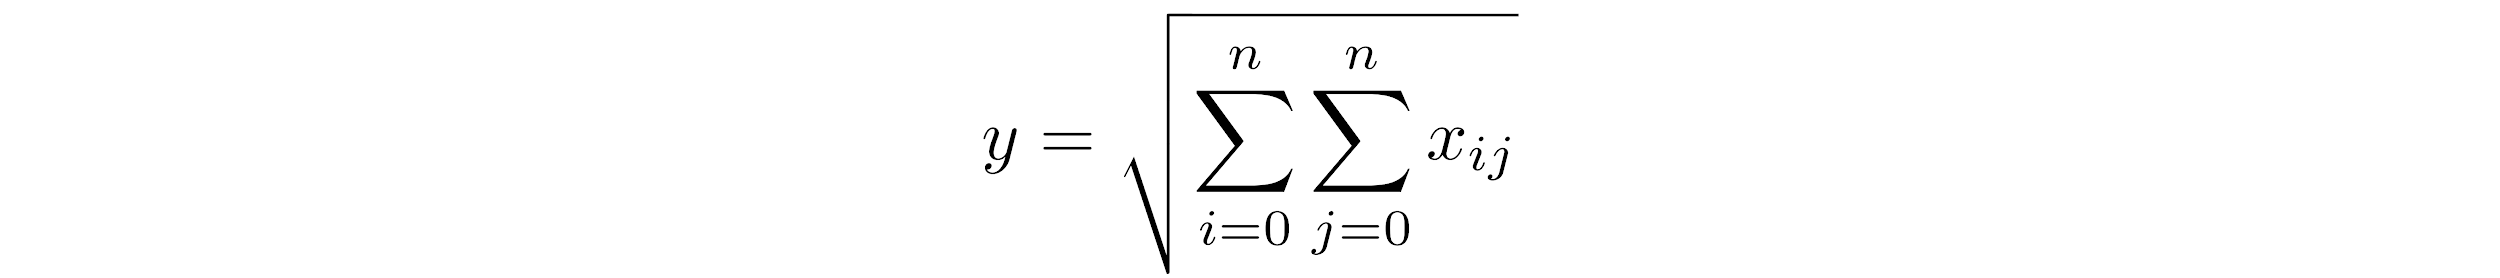 y = \sqrt{\sum_{i=0}^{n} \sum_{j=0}^{n} x_{ij}}